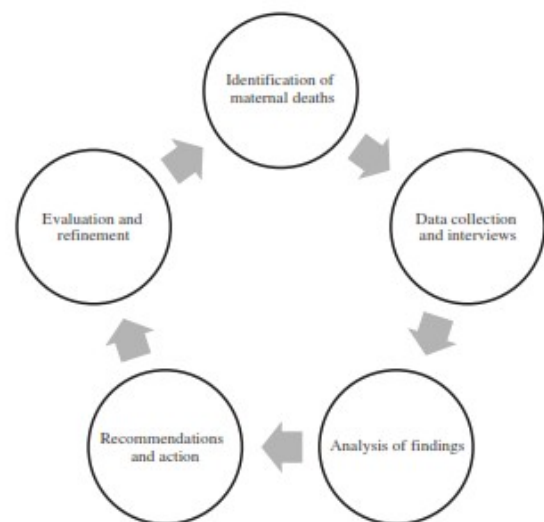 Identification of
maternal deaths
Data collection
and interviews
Analysis of findings
Recommendations
and action
Evaluation and
refinement